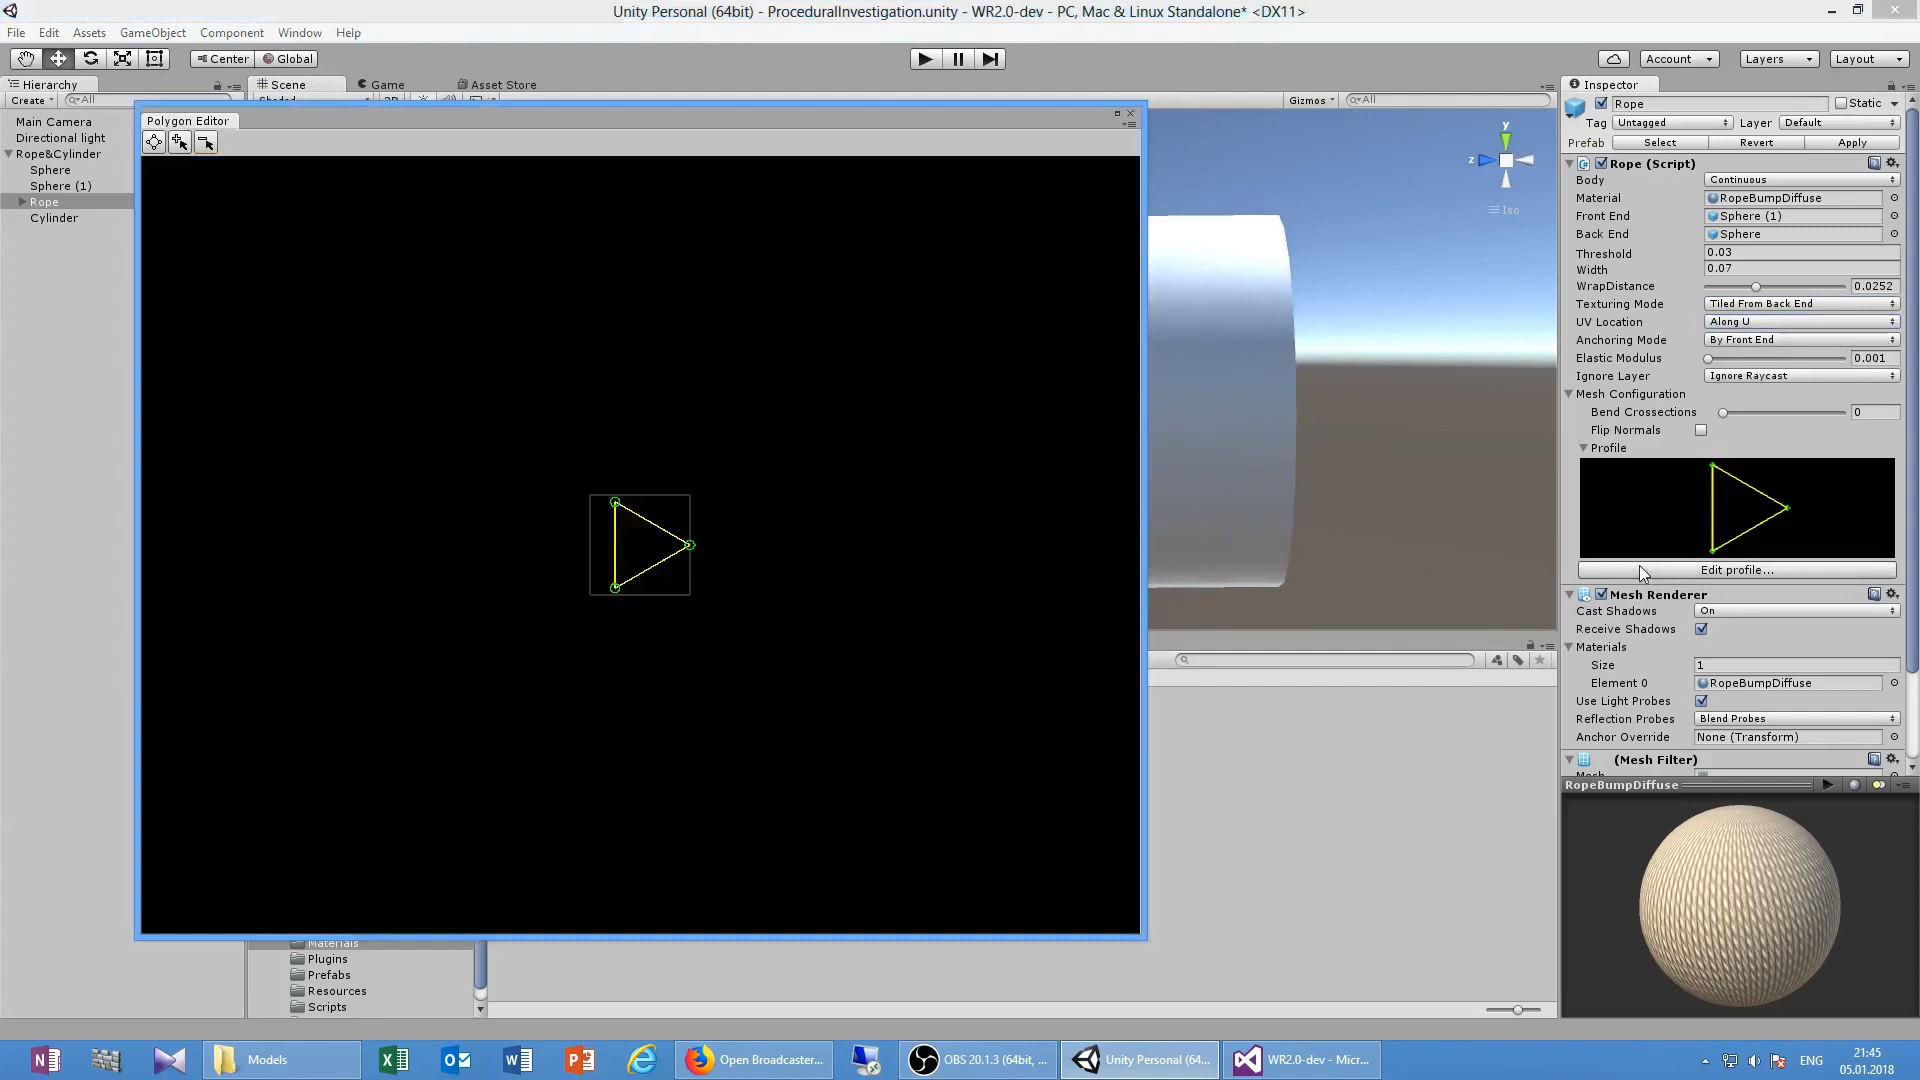 Unity Personal (64bit) - ProceduralInvestigation.unity - WR2.0-dev - PC, Mac & Linux Standalone* <DX11>
File Edit Assets GameObject Component Window Help
Center Global Account Layers Layout
Hierarchy Scene Game Asset Store Inspector
Create All Gizmos All
Rope Static
Polygon Editor
Main Camera
Directional light
Rope&Cylinder
Sphere
Sphere (1)
Rope
Cylinder
y
z
Iso
Tag Untagged Layer Default
Prefab Select Revert Apply
Rope (Script)
Body Continuous
Material RopeBumpDiffuse
Front End Sphere (1)
Back End Sphere
Threshold 0.03
Width 0.07
WrapDistance 0.0252
Texturing Mode Tiled From Back End
UV Location Along U
Anchoring Mode By Front End
Elastic Modulus 0.001
Ignore Layer Ignore Raycast
Mesh Configuration
Bend Crossections 0
Flip Normals
Profile
Edit profile...
Mesh Renderer
Cast Shadows On
Receive Shadows
Materials
Size 1
Element 0 RopeBumpDiffuse
Use Light Probes
Reflection Probes Blend Probes
Anchor Override None (Transform)
(Mesh Filter)
RopeBumpDiffuse
Materials
Plugins
Prefabs
Resources
Scripts
Models
Open Broadcaster...
OBS 20.1.3 (64bit, ...
Unity Personal (64...
WR2.0-dev - Micr...
ENG
21:45
05.01.2018